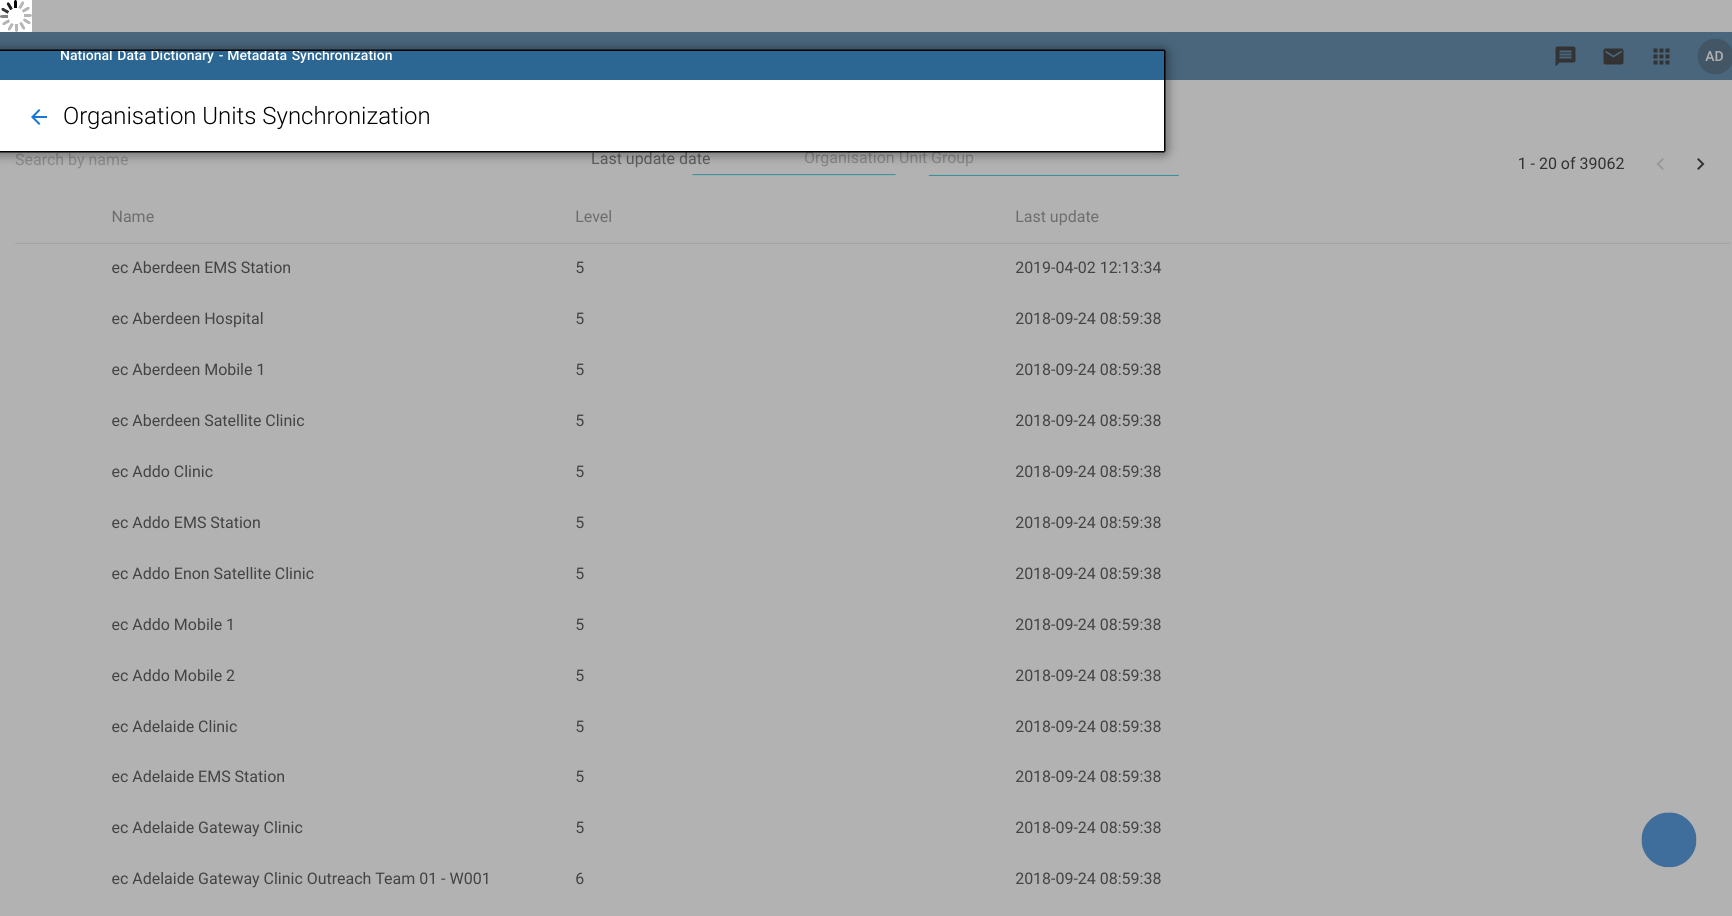 National Data Dictionary - Metadata Synchronization
AD
Organisation Units Synchronization
Search by name
Last update date
Organisation Unit Group
1 - 20 of 39062
Name Level Last update
ec Aberdeen EMS Station 5 2019-04-02 12:13:34
ec Aberdeen Hospital 5 2018-09-24 08:59:38
ec Aberdeen Mobile 1 5 2018-09-24 08:59:38
ec Aberdeen Satellite Clinic 5 2018-09-24 08:59:38
ec Addo Clinic 5 2018-09-24 08:59:38
ec Addo EMS Station 5 2018-09-24 08:59:38
ec Addo Enon Satellite Clinic 5 2018-09-24 08:59:38
ec Addo Mobile 1 5 2018-09-24 08:59:38
ec Addo Mobile 2 5 2018-09-24 08:59:38
ec Adelaide Clinic 5 2018-09-24 08:59:38
ec Adelaide EMS Station 5 2018-09-24 08:59:38
ec Adelaide Gateway Clinic 5 2018-09-24 08:59:38
ec Adelaide Gateway Clinic Outreach Team 01 - W001 6 2018-09-24 08:59:38